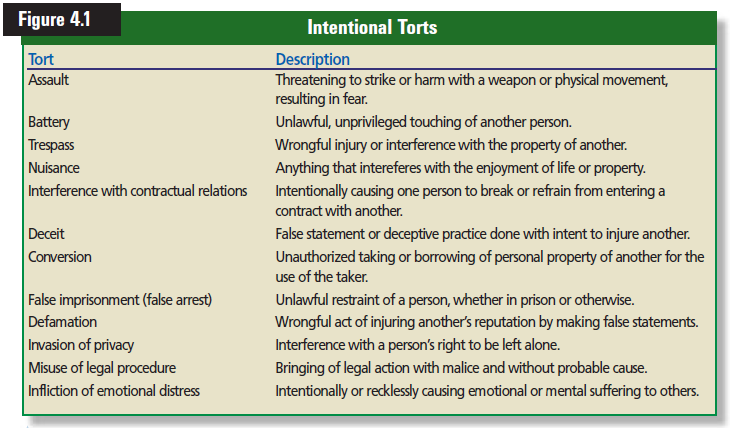 Figure 4.1
Intentional Torts
Tort Description
Assault Threatening to strike or harm with a weapon or physical movement,
resulting in fear.
Battery Unlawful, unprivileged touching of another person.
Trespass Wrongful injury or interference with the property of another.
Nuisance Anything that intereferes with the enjoyment of life or property.
Interference with contractual relations Intentionally causing one person to break or refrain from entering a
contract with another.
Deceit False statement or deceptive practice done with intent to injure another.
Conversion Unauthorized taking or borrowing of personal property of another for the
use of the taker.
False imprisonment (false arrest) Unlawful restraint of a person, whether in prison or otherwise.
Defamation Wrongful act of injuring another's reputation by making false statements.
Invasion of privacy Interference with a person's right to be left alone.
Misuse of legal procedure Bringing of legal action with malice and without probable cause.
Infliction of emotional distress Intentionally or recklessly causing emotional or mental suffering to others.